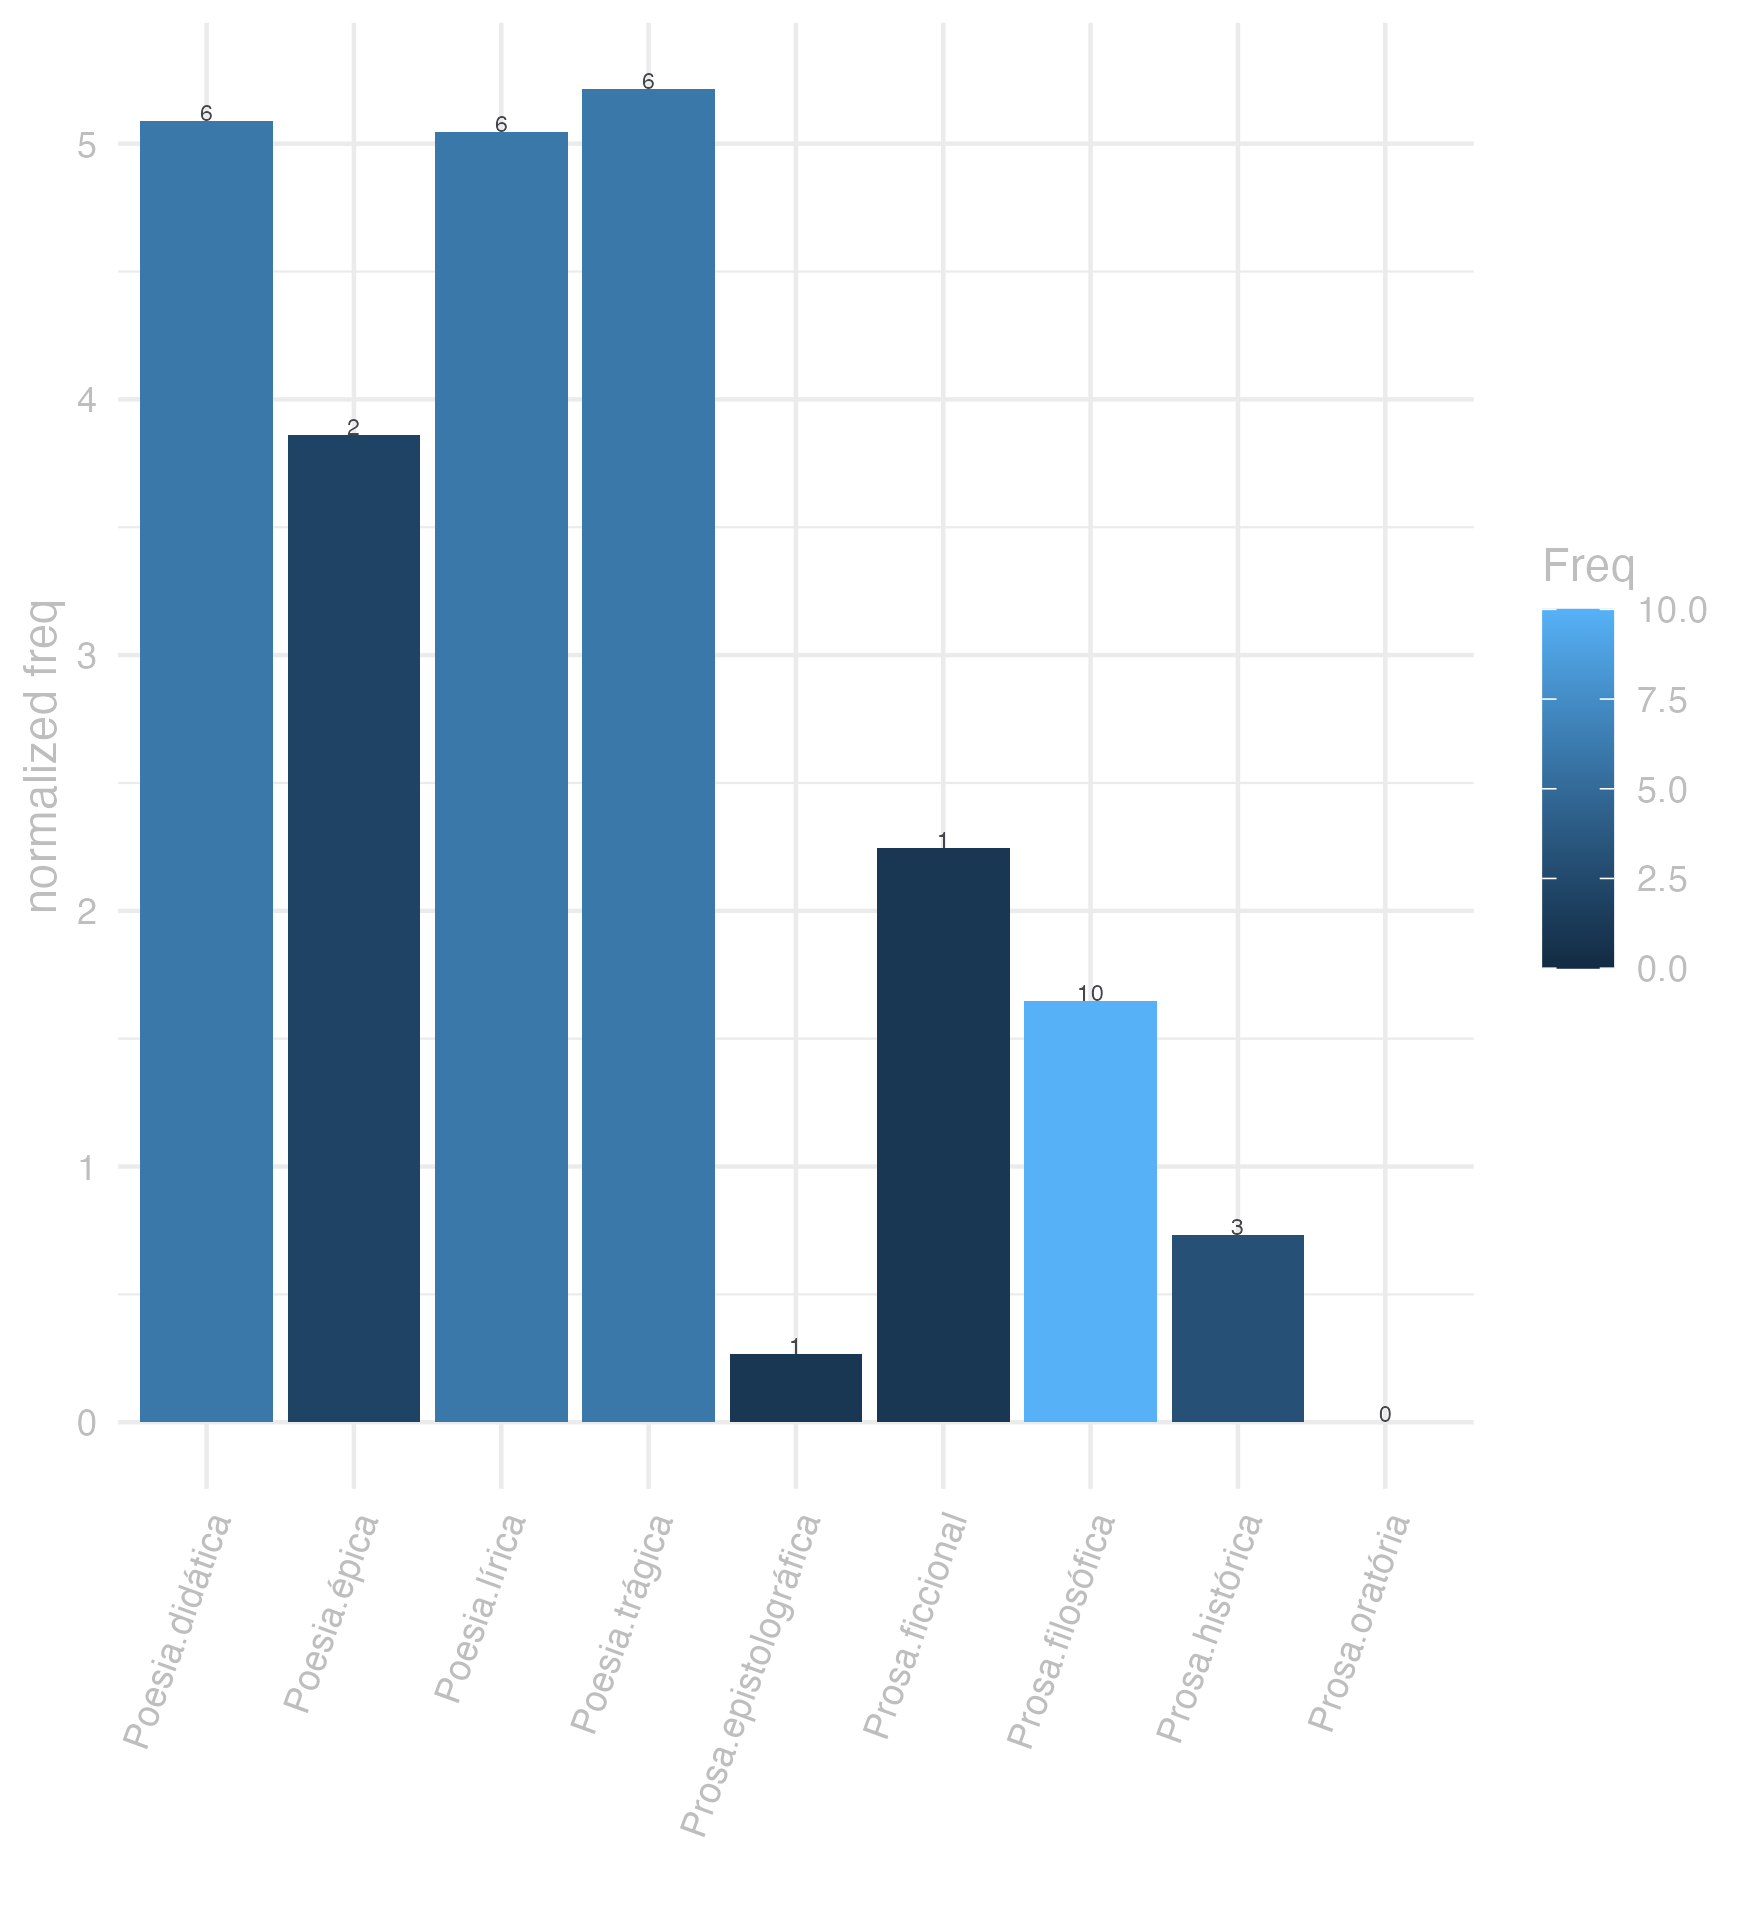 6
6
6
2
1
10
3
1
0
5
4
3
2
1
0
normalized freq
Poesia.didática
Poesia.épica
Poesia.lírica
Poesia.trágica
Prosa.epistolográfica
Prosa.ficcional
Prosa.filosófica
Prosa.histórica
Prosa.oratória
Freq
10.0
7.5
5.0
2.5
0.0
1